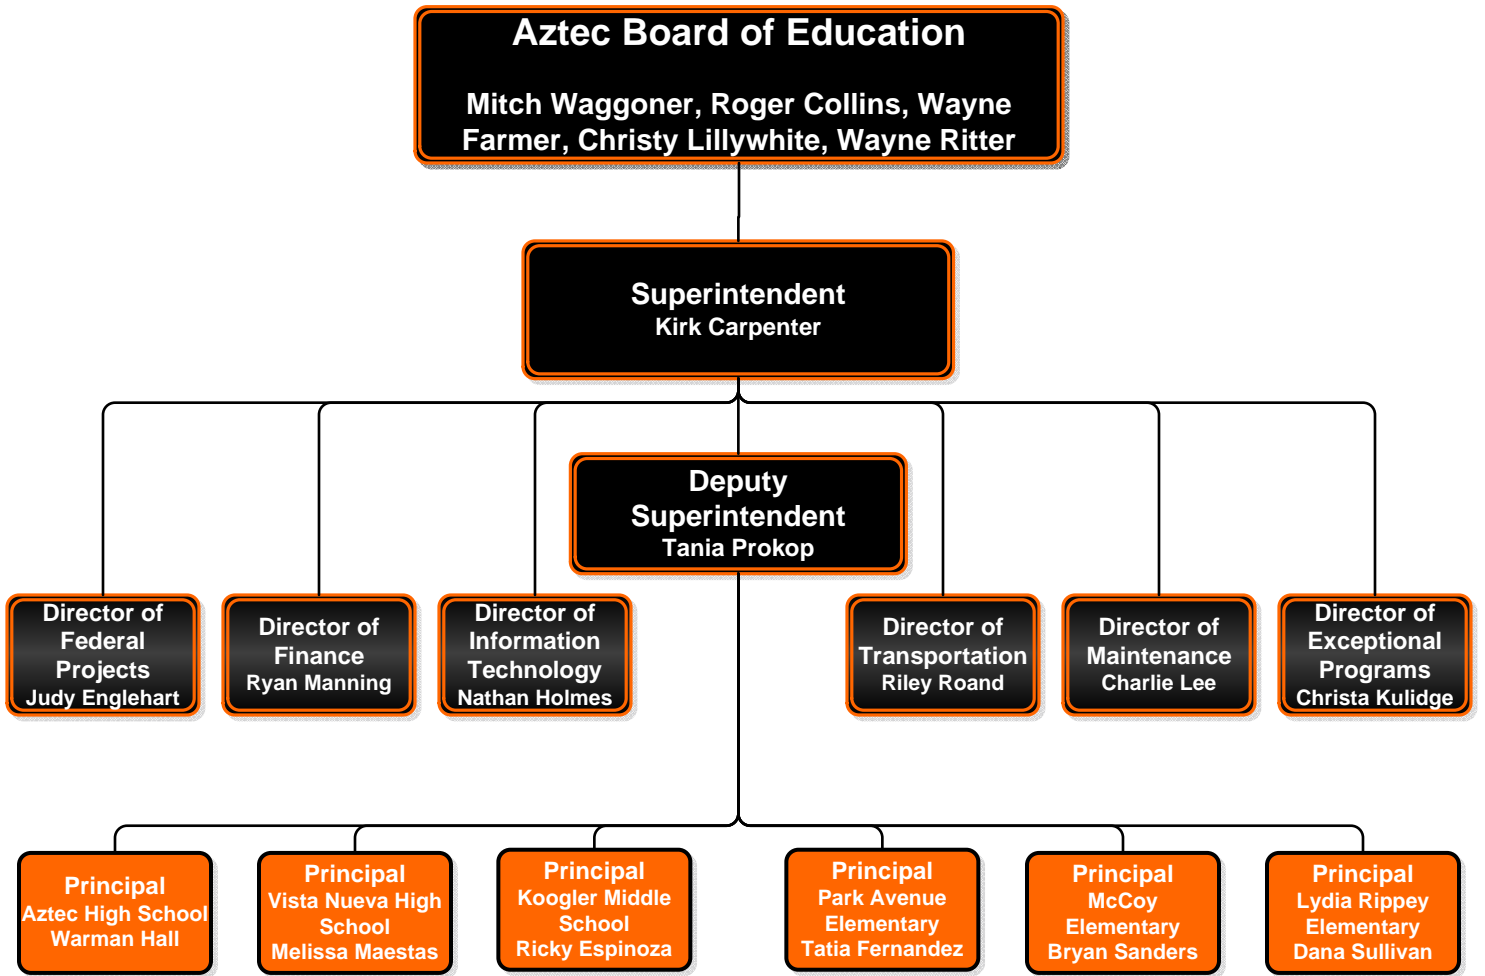 Aztec Board of Education
Mitch Waggoner, Roger Collins, Wayne
Farmer, Christy Lillywhite, Wayne Ritter
Superintendent
Kirk Carpenter
Deputy
Superintendent
Tania Prokop
Director of
Federal
Projects
Judy Englehart
Director of
Finance
Ryan Manning
Director of
Information
Technology
Nathan Holmes
Director of
Transportation
Riley Roand
Director of
Maintenance
Charlie Lee
Director of
Exceptional
Programs
Christa Kulidge
Principal
Aztec High School
Warman Hall
Principal
Vista Nueva High
School
Melissa Maestas
Principal
Koogler Middle
School
Ricky Espinoza
Principal
Park Avenue
Elementary
Tatia Fernandez
Principal
McCoy
Elementary
Bryan Sanders
Principal
Lydia Rippey
Elementary
Dana Sullivan